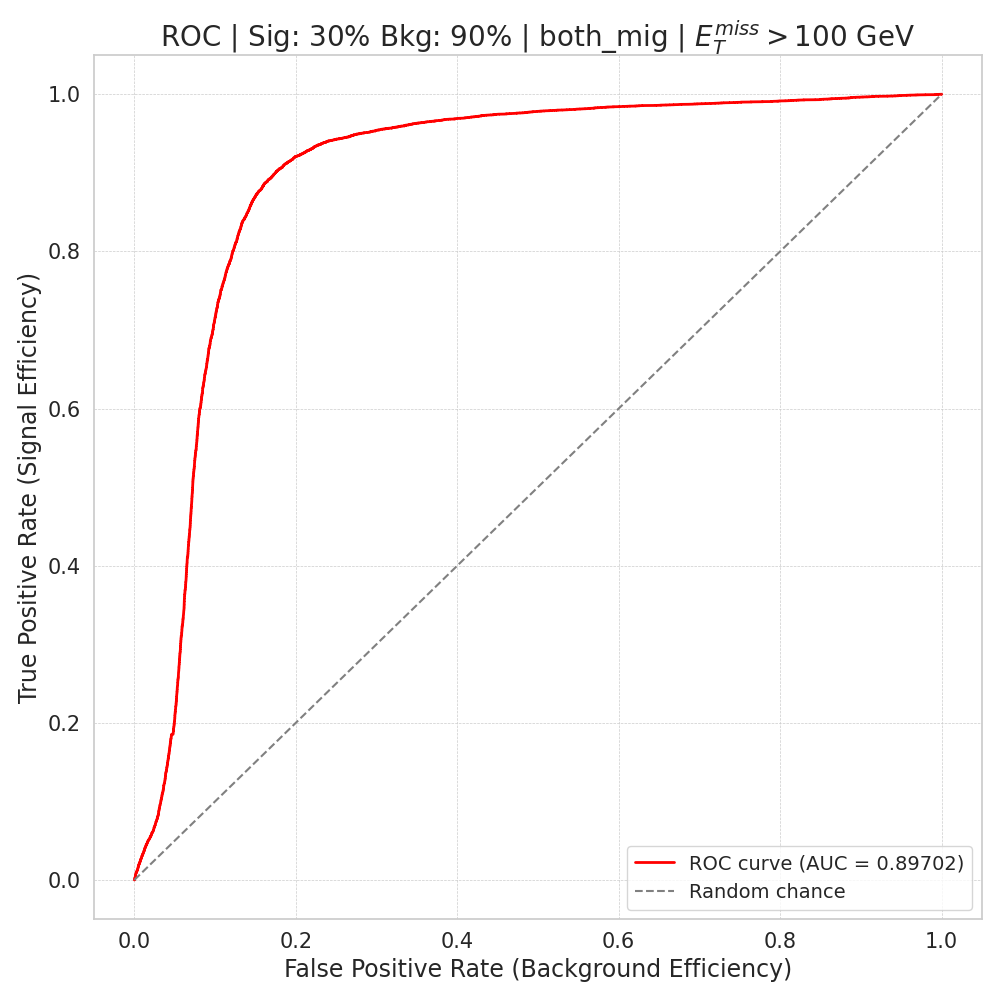 ROC | Sig: 30% Bkg: 90% | both_mig | $E_T^{miss} > 100$ GeV
True Positive Rate (Signal Efficiency)
1.0
0.8
0.6
0.4
0.2
0.0
ROC curve (AUC = 0.89702)
Random chance
0.0 0.2 0.4 0.6 0.8 1.0
False Positive Rate (Background Efficiency)